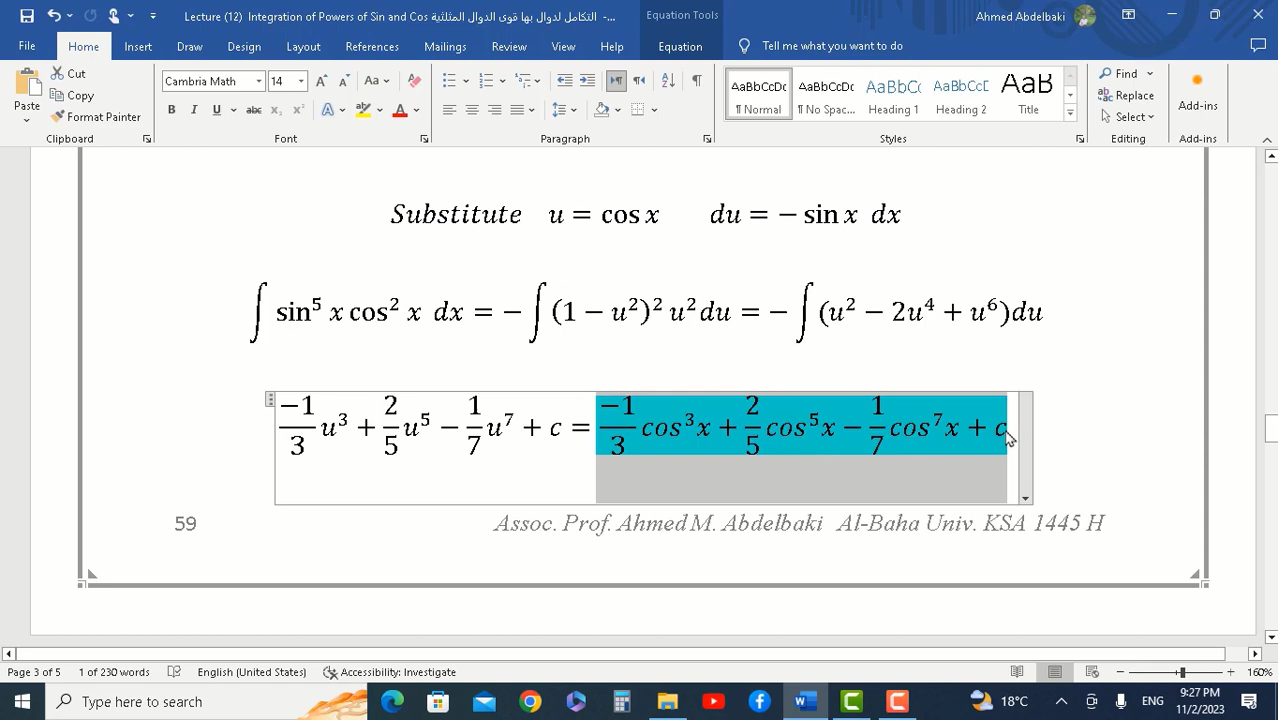 Lecture (12) Integration of Powers of Sin and Cos التكامل لدوال بها قوى الدوال المثلثية -...
Equation Tools
Ahmed Abdelbaki
File Home Insert Draw Design Layout References Mailings Review View Help Equation Tell me what you want to do
Paste
Cut
Copy
Format Painter
Cambria Math 14 Aa
B I U abc A A
AaBbCcDc AaBbCcDc AaBbC( AaBbCcD AaB
¶ Normal ¶ No Spac... Heading 1 Heading 2 Title
Find
Replace
Select
Add-ins
Clipboard Font Paragraph Styles Editing Add-ins
Substitute u = cos x du = − sin x dx
∫ sin⁵ x cos² x dx = − ∫ (1 − u²)² u² du = − ∫ (u² − 2u⁴ + u⁶)du
−1/3 u³ + 2/5 u⁵ − 1/7 u⁷ + c = −1/3 cos³x + 2/5 cos⁵x − 1/7 cos⁷x + c
59 Assoc. Prof. Ahmed M. Abdelbaki Al-Baha Univ. KSA 1445 H
Page 3 of 5 1 of 230 words English (United States) Accessibility: Investigate 160%
Type here to search
18°C ENG 9:27 PM
11/2/2023